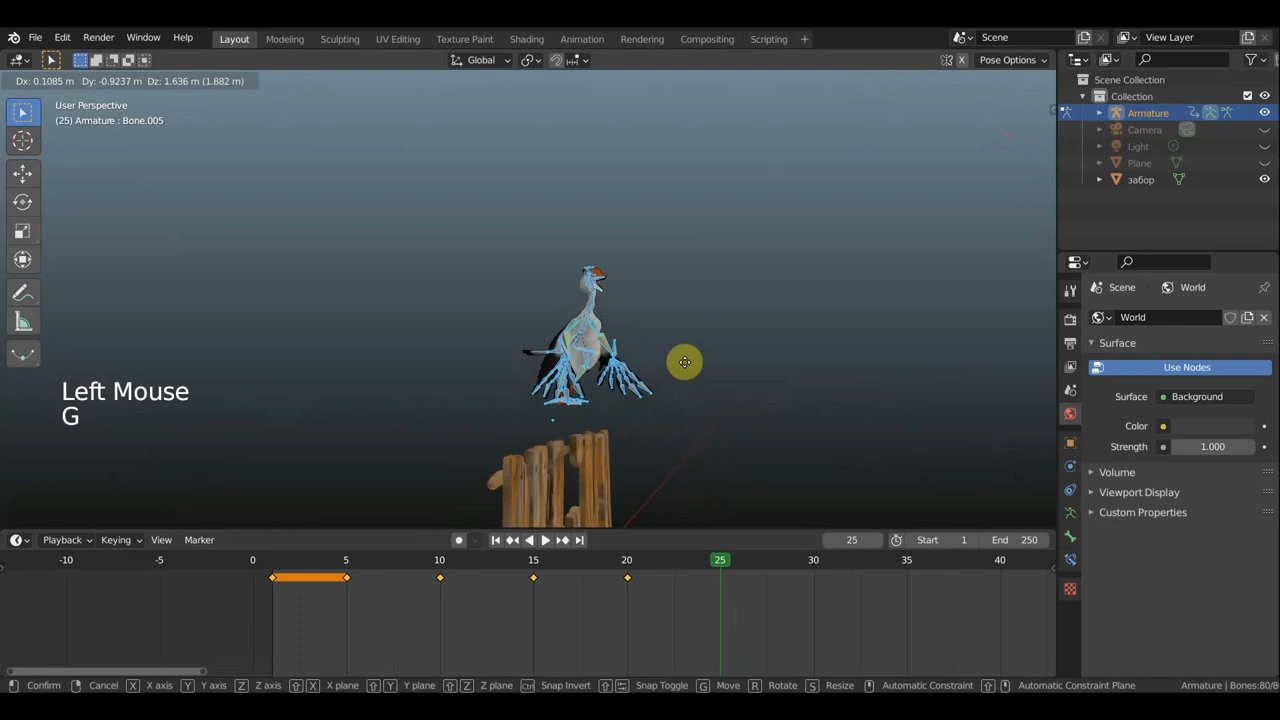 File Edit Render Window Help Layout Modeling Sculpting UV Editing Texture Paint Shading Animation Rendering Compositing Scripting + Scene View Layer
Global X Pose Options
Dx: 0.1085 m Dy: -0.9237 m Dz: 1.636 m (1.882 m)
User Perspective
(25) Armature : Bone.005
Left Mouse
G
Scene Collection
Collection
Armature
Camera
Light
Plane
забор
Scene World
World
Surface
Use Nodes
Surface Background
Color
Strength 1.000
Volume
Viewport Display
Custom Properties
Playback Keying View Marker 25 Start 1 End 250
-10 -5 0 5 10 15 20 25 30 35 40
Confirm Cancel X X axis Y Y axis Z Z axis X X plane Y Y plane Z Z plane Ctrl Snap Invert Snap Toggle G Move R Rotate S Resize Automatic Constraint Automatic Constraint Plane Armature | Bones:80/8